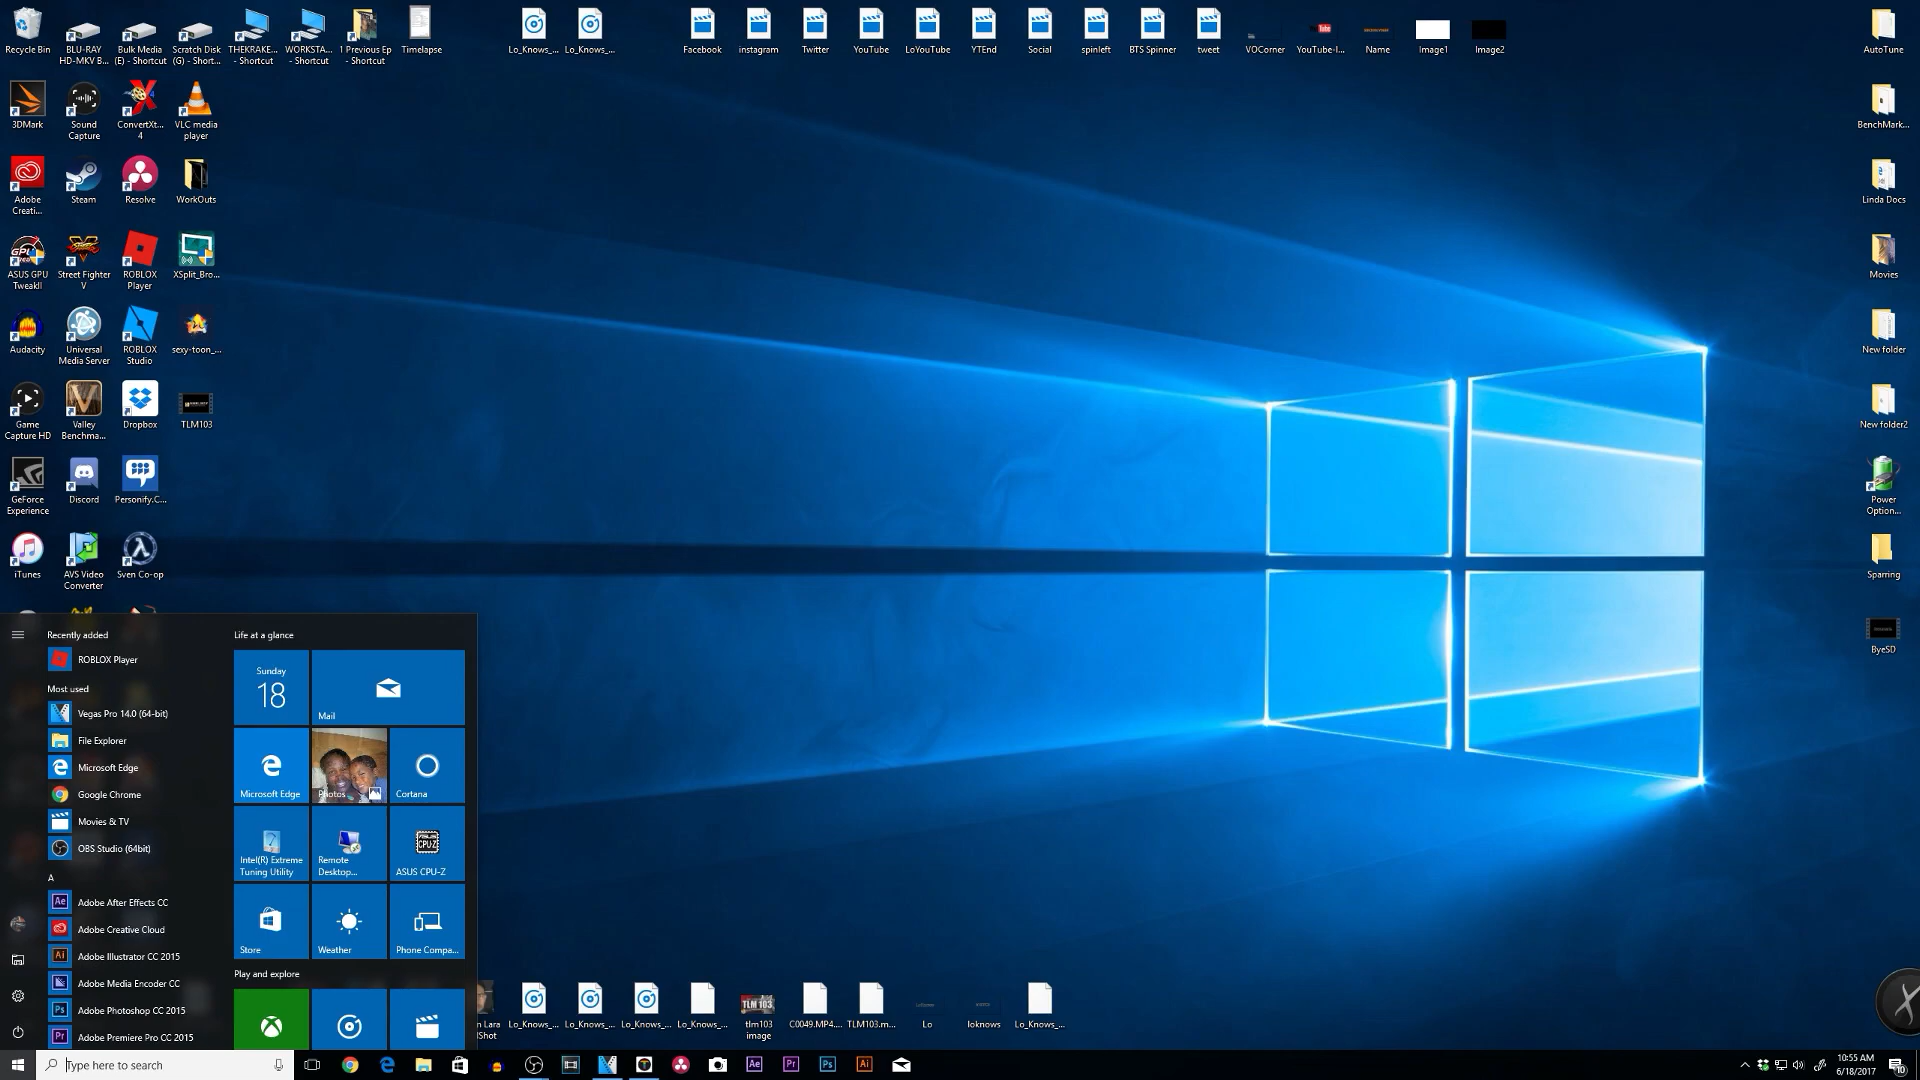 Recycle Bin
BLU-RAY
HD-MKV B...
Bulk Media
(E) - Shortcut
Scratch Disk
(G) - Short...
THEKRAKE...
- Shortcut
WORKSTA...
- Shortcut
1 Previous Ep
- Shortcut
Timelapse
Lo_Knows_...
Lo_Knows_...
Facebook
instagram
Twitter
YouTube
LoYouTube
YTEnd
Social
spinleft
BTS Spinner
tweet
VOCorner
YouTube-I...
Name
Image1
Image2
AutoTune
3DMark
Sound
Capture
ConvertXt...
4
VLC media
player
BenchMark...
Adobe
Creati...
Steam
Resolve
WorkOuts
Linda Docs
ASUS GPU
TweakII
Street Fighter
V
ROBLOX
Player
XSplit_Bro...
Movies
Audacity
Universal
Media Server
ROBLOX
Studio
sexy-toon_...
New folder
Game
Capture HD
Valley
Benchma...
Dropbox
TLM103
New folder2
GeForce
Experience
Discord
Personify.C...
Power
Option...
iTunes
AVS Video
Converter
Sven Co-op
Sparring
ByeSD
Recently added
ROBLOX Player
Most used
Vegas Pro 14.0 (64-bit)
File Explorer
Microsoft Edge
Google Chrome
Movies & TV
OBS Studio (64bit)
A
Adobe After Effects CC
Adobe Creative Cloud
Adobe Illustrator CC 2015
Adobe Media Encoder CC
Adobe Photoshop CC 2015
Adobe Premiere Pro CC 2015
Life at a glance
Sunday
18
Mail
Microsoft Edge
Photos
Cortana
Intel(R) Extreme
Tuning Utility
Remote
Desktop...
ASUS CPU-Z
Store
Weather
Phone Compa...
Play and explore
n Lara
Shot
Lo_Knows_...
Lo_Knows_...
Lo_Knows_...
Lo_Knows_...
TLM 103
tlm103
image
C0049.MP4....
TLM103.m...
Lo
loknows
Lo_Knows_...
Type here to search
Ae
Pr
Ps
Ai
10:55 AM
6/18/2017
10